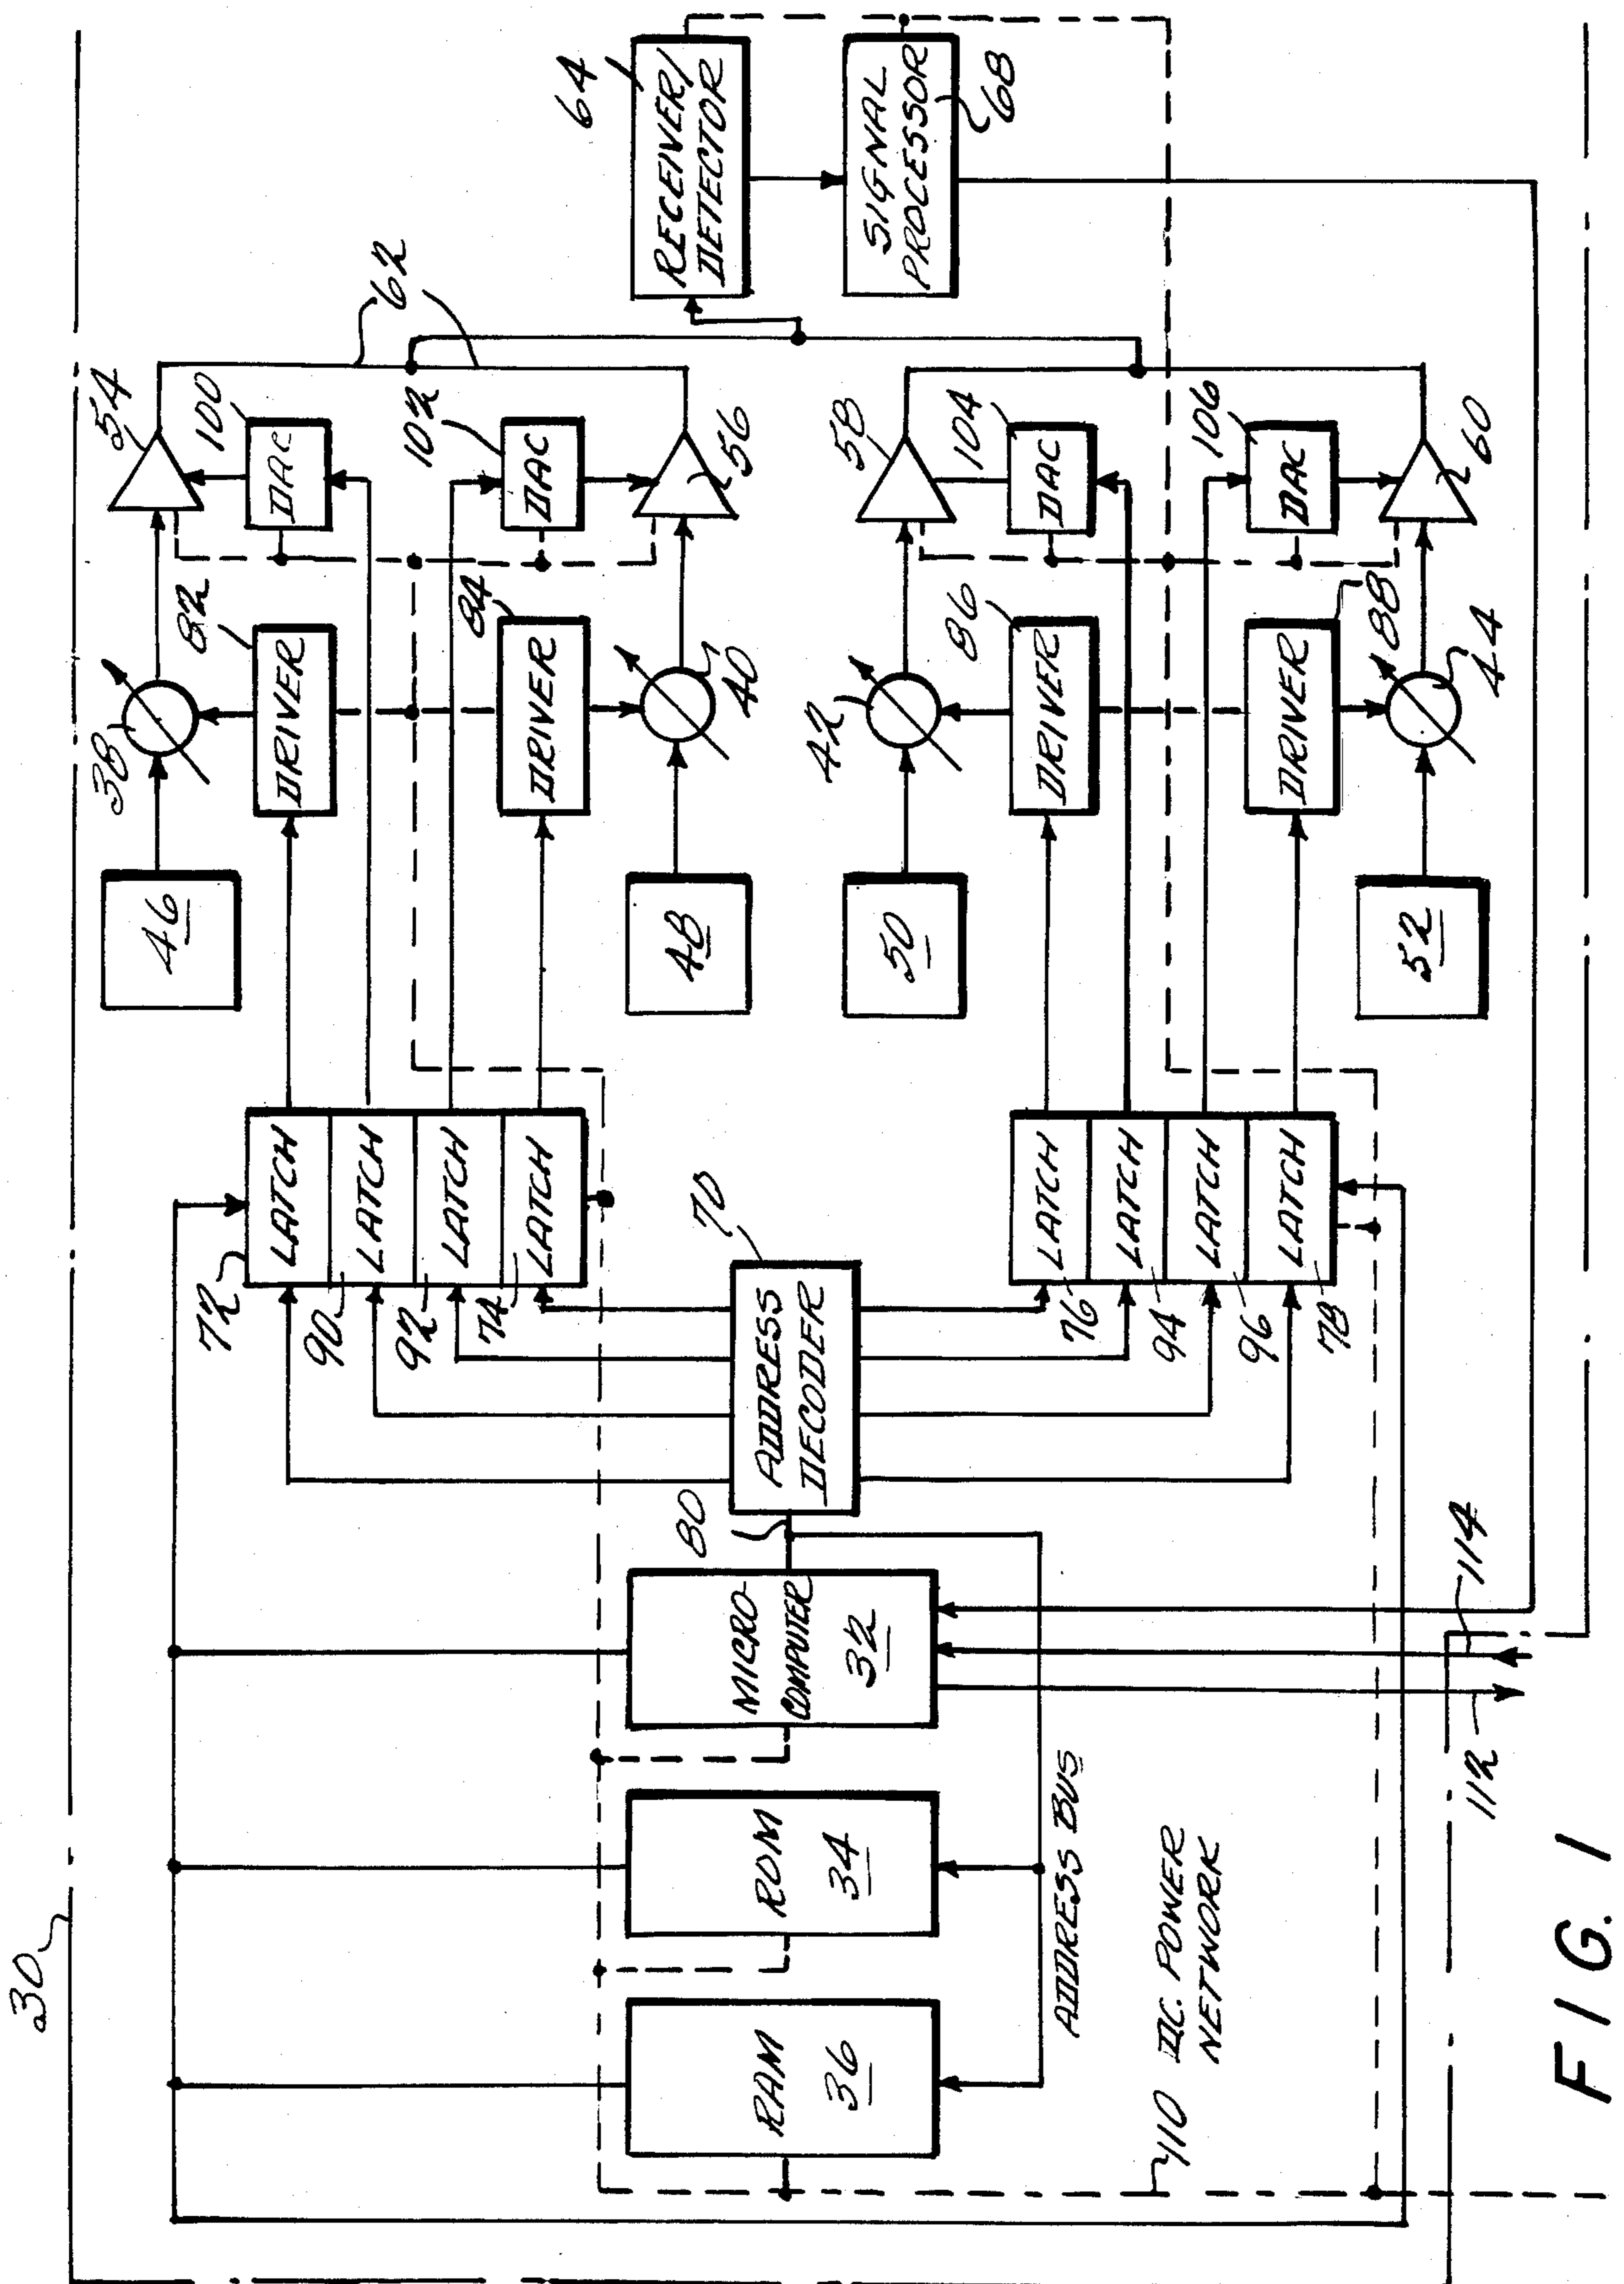 30
RAM
36
ROM
34
MICRO-
COMPUTER
32
80
ADDRESS
DECODER
70
ADDRESS BUS
110
D.C. POWER
NETWORK
112
114
72
LATCH
90
LATCH
92
LATCH
74
LATCH
76
LATCH
94
LATCH
96
LATCH
78
LATCH
46
48
50
52
38
82
DRIVER
84
DRIVER
40
42
86
DRIVER
88
DRIVER
44
54
100
DAC
102
DAC
56
58
104
DAC
106
DAC
60
62
64
RECEIVER/
DETECTOR
SIGNAL
PROCESSOR
68
FIG. 1